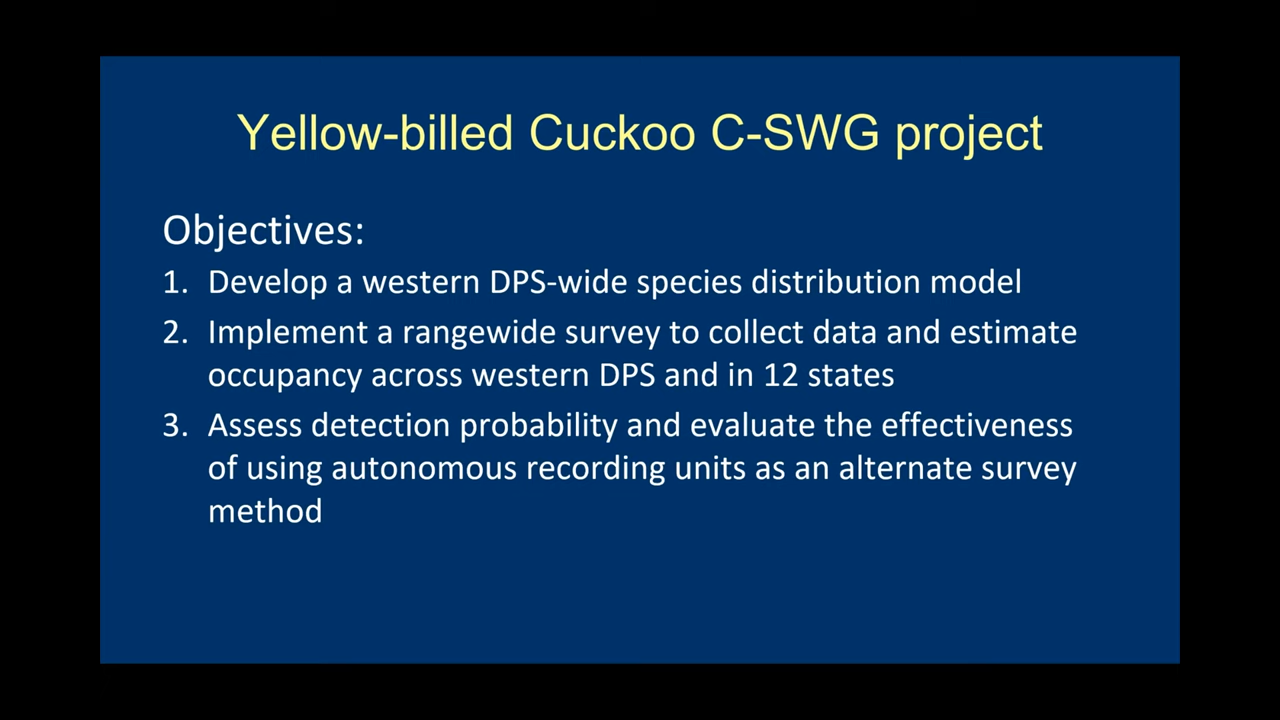 Yellow-billed Cuckoo C-SWG project
Objectives:
1. Develop a western DPS-wide species distribution model
2. Implement a rangewide survey to collect data and estimate
occupancy across western DPS and in 12 states
3. Assess detection probability and evaluate the effectiveness
of using autonomous recording units as an alternate survey
method